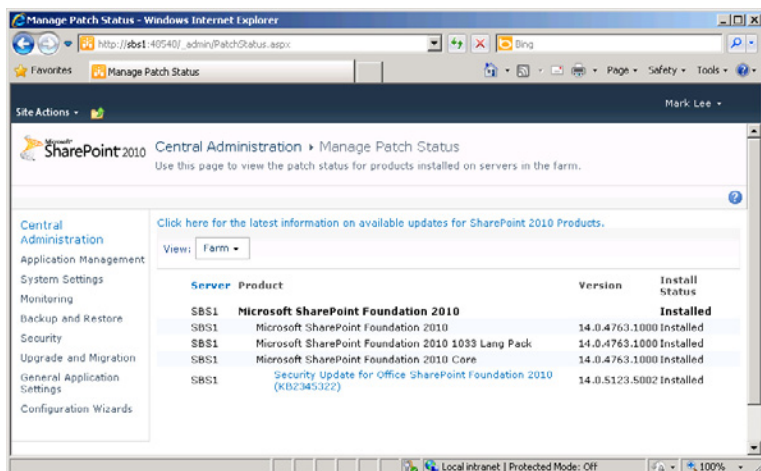 Manage Patch Status - Windows Internet Explorer
http://sbs1:40540/_admin/PatchStatus.aspx
Bing
Favorites
Manage Patch Status
Page
Safety
Tools
Site Actions
Mark Lee
Microsoft
SharePoint 2010
Central Administration
Manage Patch Status
Use this page to view the patch status for products installed on servers in the farm.
Central Administration
Application Management
System Settings
Monitoring
Backup and Restore
Security
Upgrade and Migration
General Application Settings
Configuration Wizards
Click here for the latest information on available updates for SharePoint 2010 Products.
View: Farm
Server Product Version Install Status
SBS1 Microsoft SharePoint Foundation 2010 Installed
SBS1 Microsoft SharePoint Foundation 2010 14.0.4763.1000 Installed
SBS1 Microsoft SharePoint Foundation 2010 1033 Lang Pack 14.0.4763.1000 Installed
SBS1 Microsoft SharePoint Foundation 2010 Core 14.0.4763.1000 Installed
SBS1 Security Update for Office SharePoint Foundation 2010 (KB2345322) 14.0.5123.5002 Installed
Local intranet | Protected Mode: Off
100%